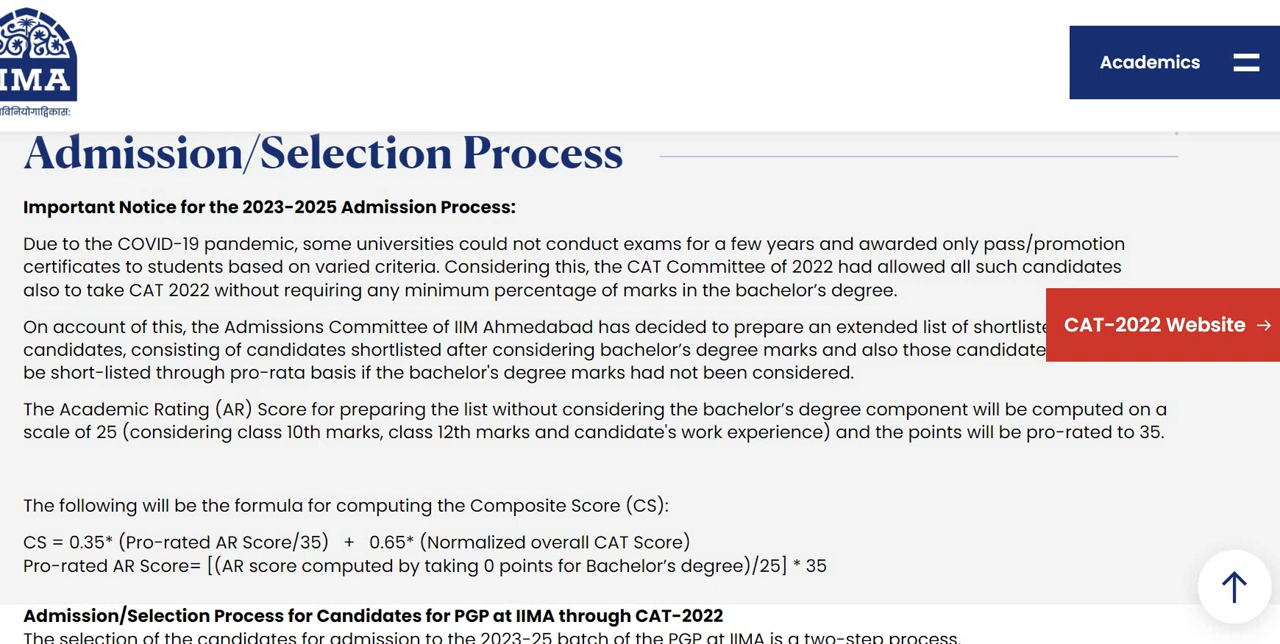 IIMA
Academics
Admission/Selection Process
Important Notice for the 2023-2025 Admission Process:
Due to the COVID-19 pandemic, some universities could not conduct exams for a few years and awarded only pass/promotion
certificates to students based on varied criteria. Considering this, the CAT Committee of 2022 had allowed all such candidates
also to take CAT 2022 without requiring any minimum percentage of marks in the bachelor’s degree.
On account of this, the Admissions Committee of IIM Ahmedabad has decided to prepare an extended list of
CAT-2022 Website →
candidates, consisting of candidates shortlisted after considering bachelor’s degree marks and also those
be short-listed through pro-rata basis if the bachelor's degree marks had not been considered.
The Academic Rating (AR) Score for preparing the list without considering the bachelor’s degree component will be computed on a
scale of 25 (considering class 10th marks, class 12th marks and candidate's work experience) and the points will be pro-rated to 35.
The following will be the formula for computing the Composite Score (CS):
CS = 0.35* (Pro-rated AR Score/35) + 0.65* (Normalized overall CAT Score)
Pro-rated AR Score= [(AR score computed by taking 0 points for Bachelor’s degree)/25] * 35
Admission/Selection Process for Candidates for PGP at IIMA through CAT-2022
The selection of the candidates for admission to the 2023-25 batch of the PGP at IIMA is a two-step process.